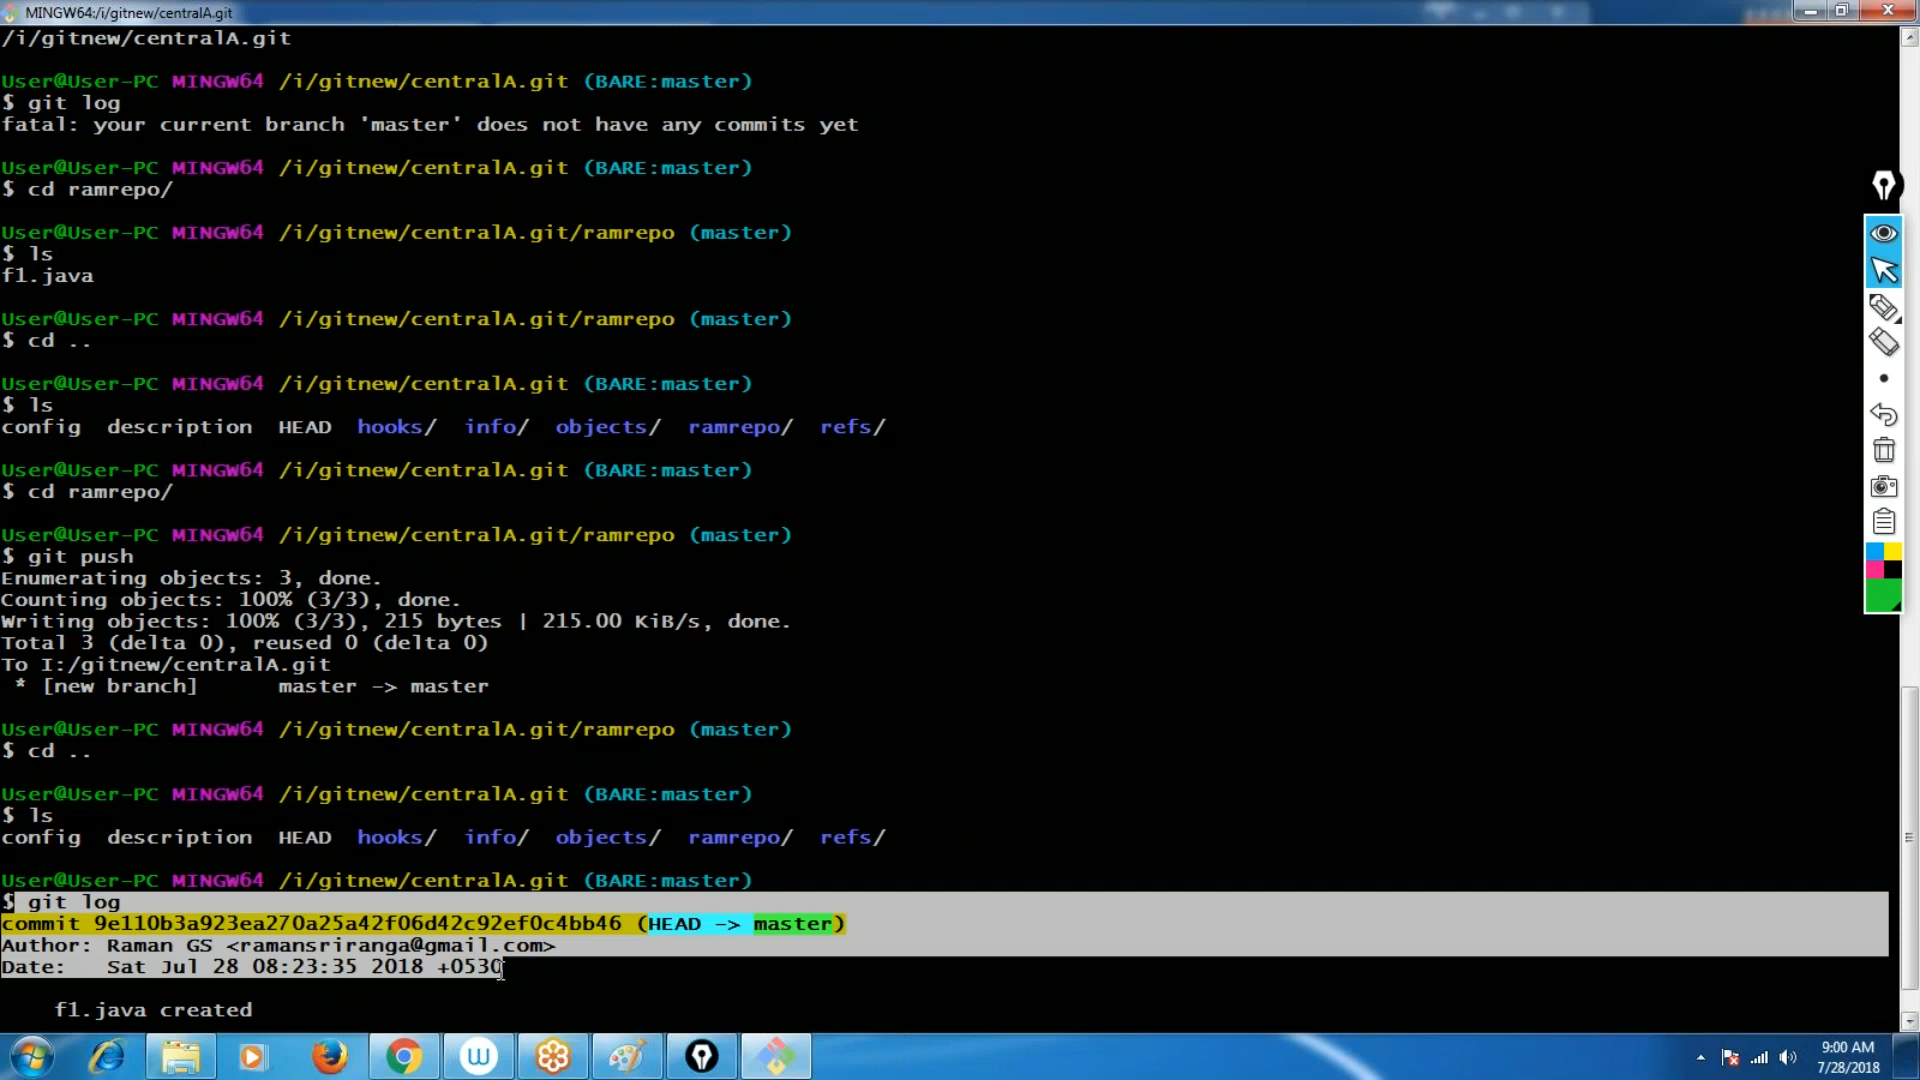 MINGW64:/i/gitnew/centralA.git
/i/gitnew/centralA.git
User@User-PC MINGW64 /i/gitnew/centralA.git (BARE:master)
$ git log
fatal: your current branch 'master' does not have any commits yet
User@User-PC MINGW64 /i/gitnew/centralA.git (BARE:master)
$ cd ramrepo/
User@User-PC MINGW64 /i/gitnew/centralA.git/ramrepo (master)
$ ls
f1.java
User@User-PC MINGW64 /i/gitnew/centralA.git/ramrepo (master)
$ cd ..
User@User-PC MINGW64 /i/gitnew/centralA.git (BARE:master)
$ ls
config  description  HEAD  hooks/  info/  objects/  ramrepo/  refs/
User@User-PC MINGW64 /i/gitnew/centralA.git (BARE:master)
$ cd ramrepo/
User@User-PC MINGW64 /i/gitnew/centralA.git/ramrepo (master)
$ git push
Enumerating objects: 3, done.
Counting objects: 100% (3/3), done.
Writing objects: 100% (3/3), 215 bytes | 215.00 KiB/s, done.
Total 3 (delta 0), reused 0 (delta 0)
To I:/gitnew/centralA.git
 * [new branch]      master -> master
User@User-PC MINGW64 /i/gitnew/centralA.git/ramrepo (master)
$ cd ..
User@User-PC MINGW64 /i/gitnew/centralA.git (BARE:master)
$ ls
config  description  HEAD  hooks/  info/  objects/  ramrepo/  refs/
User@User-PC MINGW64 /i/gitnew/centralA.git (BARE:master)
$ git log
commit 9e110b3a923ea270a25a42f06d42c92ef0c4bb46 (HEAD -> master)
Author: Raman GS <ramansriranga@gmail.com>
Date:   Sat Jul 28 08:23:35 2018 +0530
    f1.java created
9:00 AM
7/28/2018